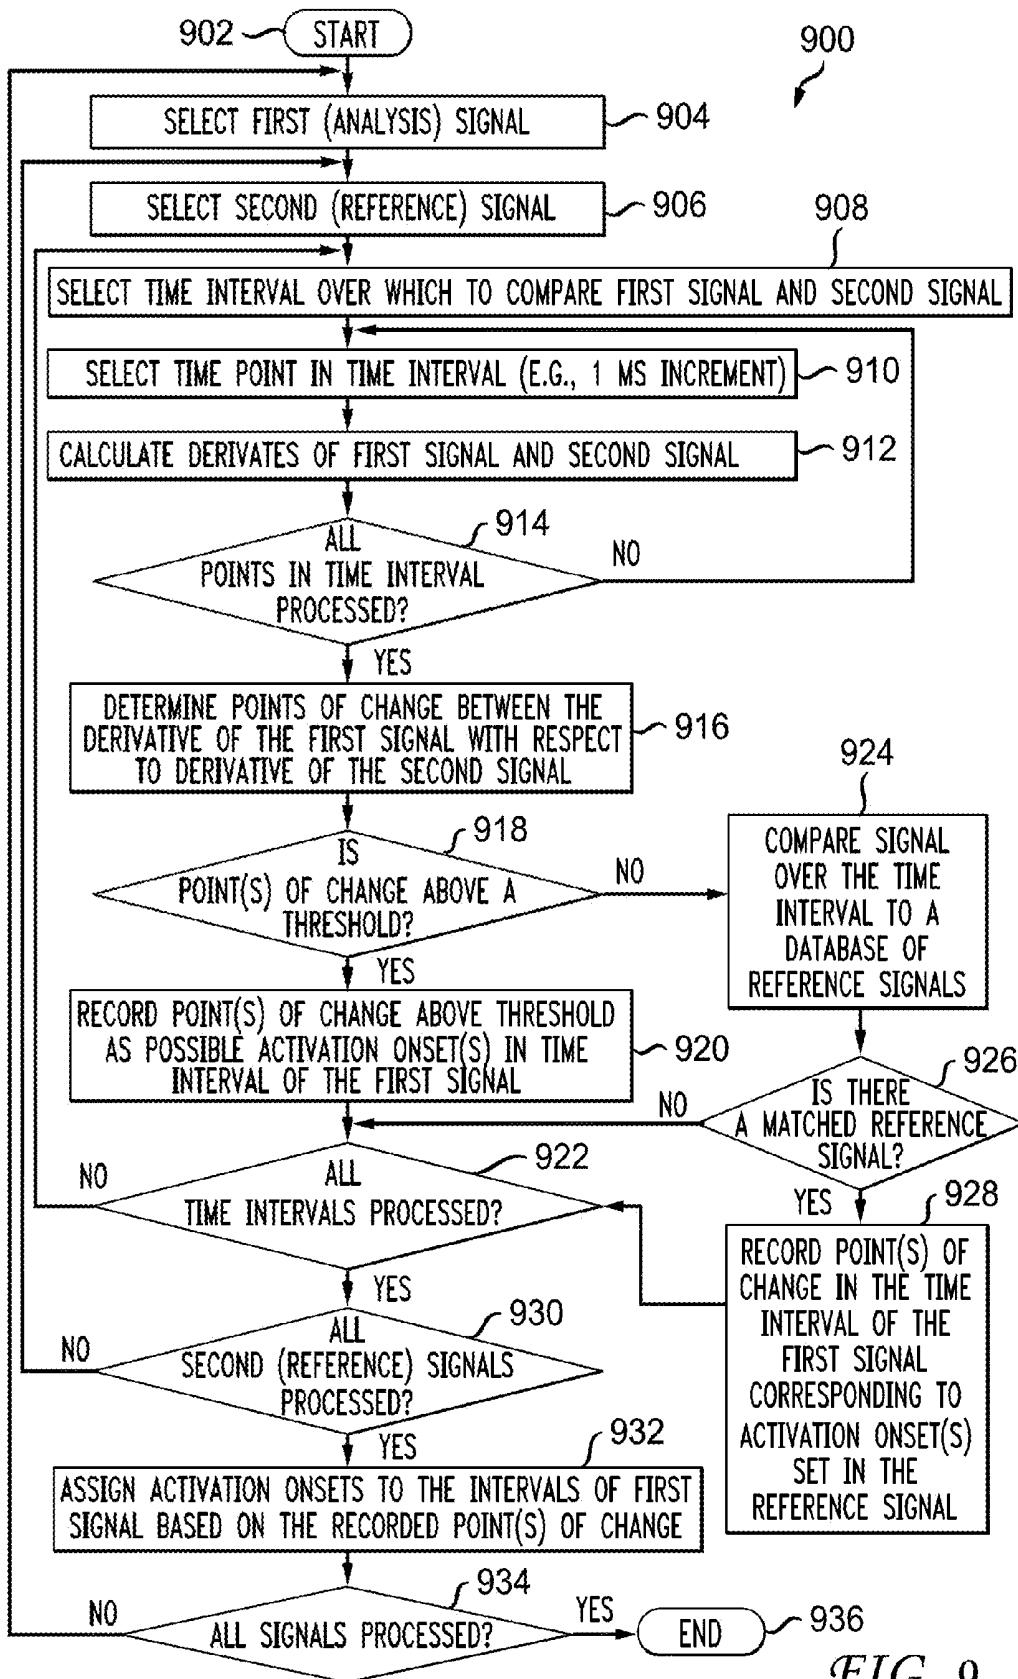 902
START
900
SELECT FIRST (ANALYSIS) SIGNAL
904
SELECT SECOND (REFERENCE) SIGNAL
906
908
SELECT TIME INTERVAL OVER WHICH TO COMPARE FIRST SIGNAL AND SECOND SIGNAL
SELECT TIME POINT IN TIME INTERVAL (E.G., 1 MS INCREMENT)
910
CALCULATE DERIVATES OF FIRST SIGNAL AND SECOND SIGNAL
912
914
ALL
POINTS IN TIME INTERVAL
PROCESSED?
NO
YES
DETERMINE POINTS OF CHANGE BETWEEN THE
DERIVATIVE OF THE FIRST SIGNAL WITH RESPECT
TO DERIVATIVE OF THE SECOND SIGNAL
916
918
IS
POINT(S) OF CHANGE ABOVE A
THRESHOLD?
NO
YES
924
COMPARE SIGNAL
OVER THE TIME
INTERVAL TO A
DATABASE OF
REFERENCE SIGNALS
RECORD POINT(S) OF CHANGE ABOVE THRESHOLD
AS POSSIBLE ACTIVATION ONSET(S) IN TIME
INTERVAL OF THE FIRST SIGNAL
920
926
IS THERE
A MATCHED REFERENCE
SIGNAL?
NO
YES
922
ALL
TIME INTERVALS PROCESSED?
NO
YES
928
RECORD POINT(S) OF
CHANGE IN THE TIME
INTERVAL OF THE
FIRST SIGNAL
CORRESPONDING TO
ACTIVATION ONSET(S)
SET IN THE
REFERENCE SIGNAL
930
ALL
SECOND (REFERENCE) SIGNALS
PROCESSED?
NO
YES
932
ASSIGN ACTIVATION ONSETS TO THE INTERVALS OF FIRST
SIGNAL BASED ON THE RECORDED POINT(S) OF CHANGE
934
ALL SIGNALS PROCESSED?
NO
YES
END
936
FIG. 9